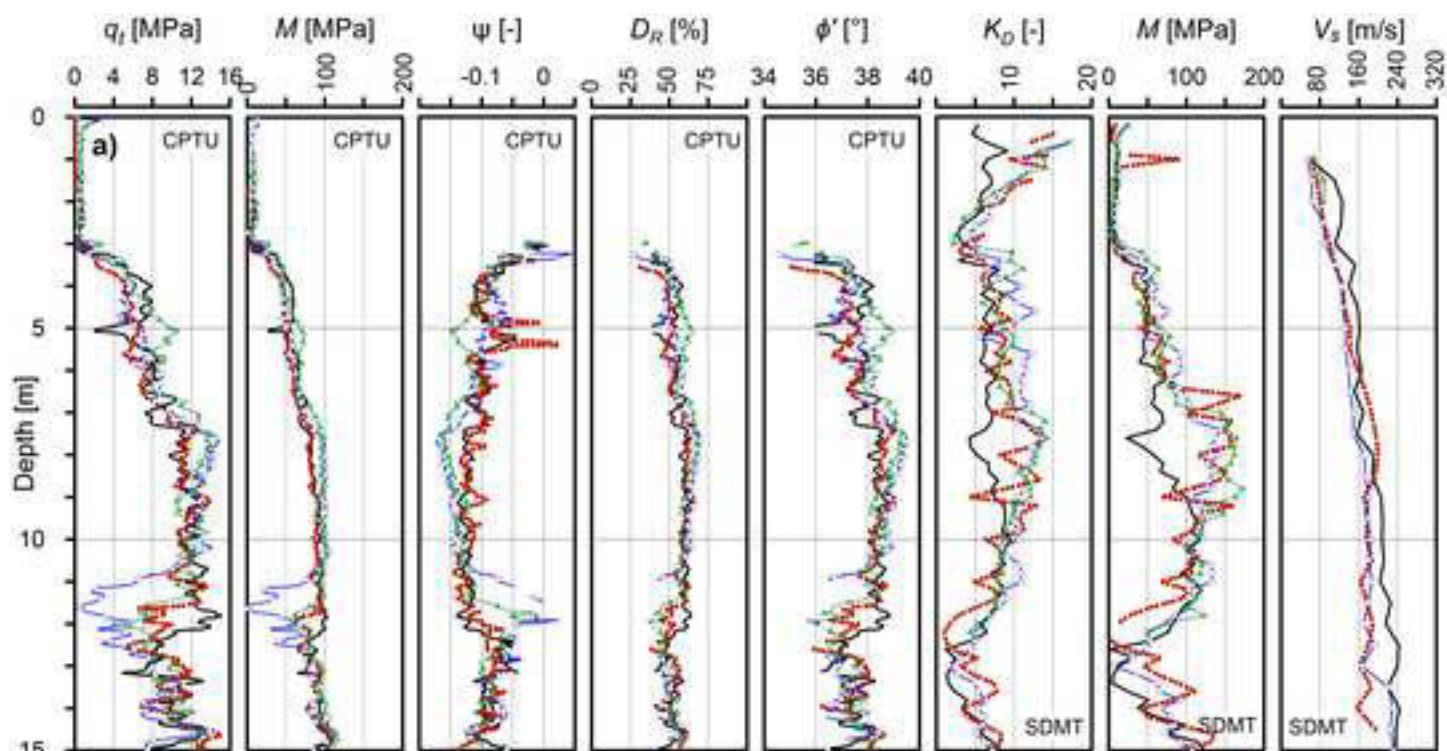 qt [MPa] M [MPa] Ψ [-] DR [%] ϕ' [°] KD [-] M [MPa] Vs [m/s]
0 4 8 12 16 0 100 200 -0.1 0 0 25 50 75 34 36 38 40 0 10 20 0 100 200 80 160 240 320
0 a) CPTU CPTU CPTU CPTU CPTU
5
Depth [m]
10
SDMT SDMT SDMT
15